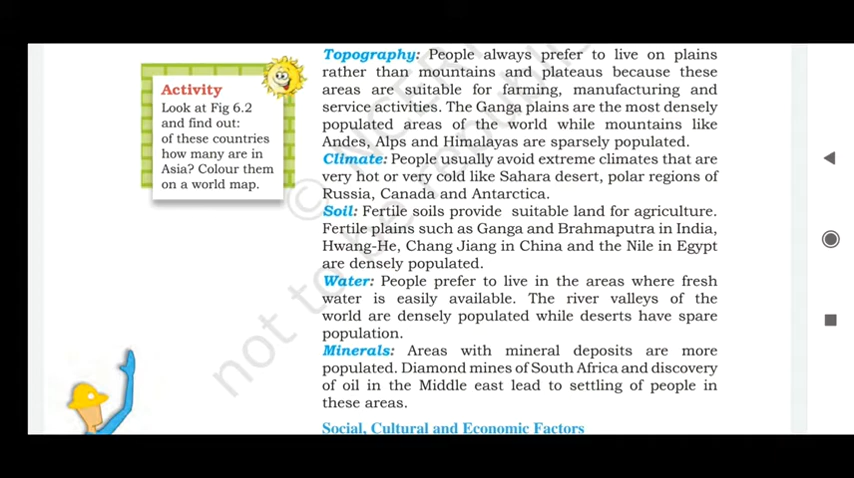 Activity
Look at Fig 6.2
and find out:
of these countries
how many are in
Asia? Colour them
on a world map.
Topography: People always prefer to live on plains
rather than mountains and plateaus because these
areas are suitable for farming, manufacturing and
service activities. The Ganga plains are the most densely
populated areas of the world while mountains like
Andes, Alps and Himalayas are sparsely populated.
Climate: People usually avoid extreme climates that are
very hot or very cold like Sahara desert, polar regions of
Russia, Canada and Antarctica.
Soil: Fertile soils provide suitable land for agriculture.
Fertile plains such as Ganga and Brahmaputra in India,
Hwang-He, Chang Jiang in China and the Nile in Egypt
are densely populated.
Water: People prefer to live in the areas where fresh
water is easily available. The river valleys of the
world are densely populated while deserts have spare
population.
Minerals: Areas with mineral deposits are more
populated. Diamond mines of South Africa and discovery
of oil in the Middle east lead to settling of people in
these areas.
Social, Cultural and Economic Factors